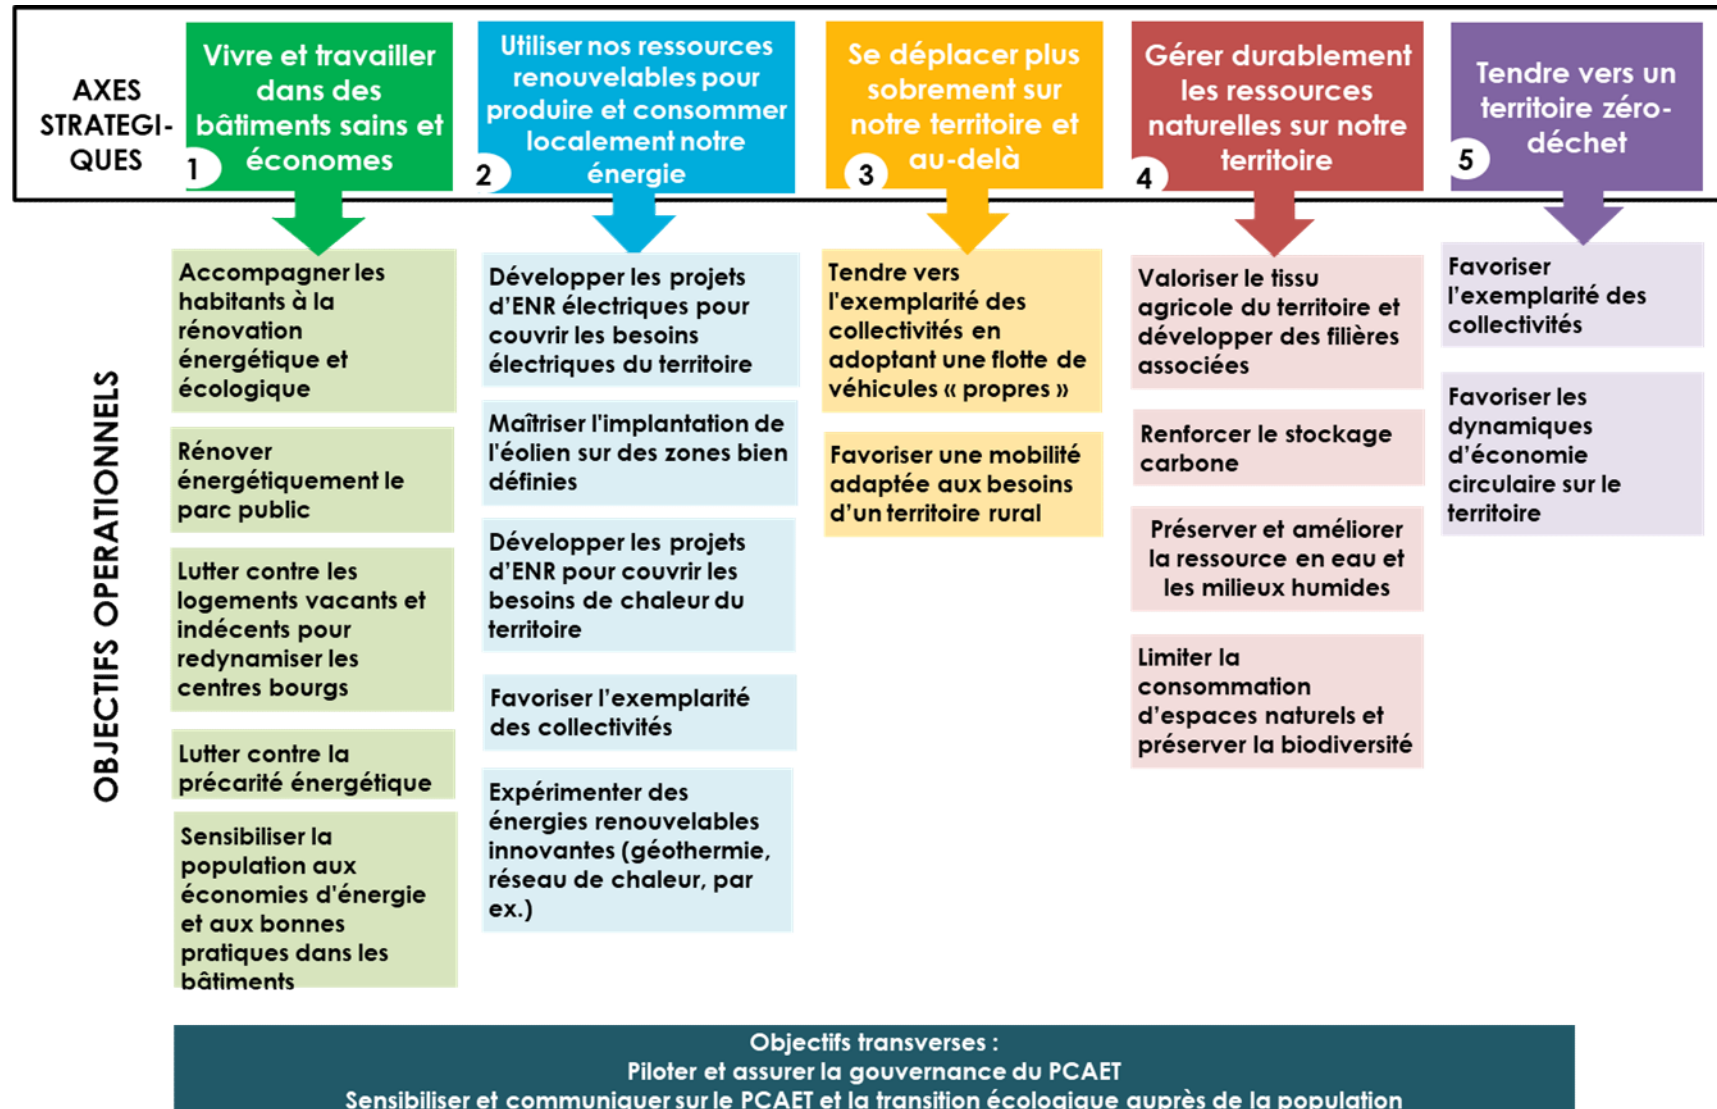 AXES
STRATEGI-
QUES
Vivre et travailler
dans des
bâtiments sains et
économes
1
Utiliser nos ressources
renouvelables pour
produire et consommer
localement notre
énergie
2
Se déplacer plus
sobrement sur
notre territoire et
au-delà
3
Gérer durablement
les ressources
naturelles sur notre
territoire
4
Tendre vers un
territoire zéro-
déchet
5
OBJECTIFS OPERATIONNELS
Accompagner les
habitants à la
rénovation
énergétique et
écologique
Rénover
énergétiquement le
parc public
Lutter contre les
logements vacants et
indécents pour
redynamiser les
centres bourgs
Lutter contre la
précarité énergétique
Sensibiliser la
population aux
économies d'énergie
et aux bonnes
pratiques dans les
bâtiments
Développer les projets
d’ENR électriques pour
couvrir les besoins
électriques du territoire
Maîtriser l'implantation de
l'éolien sur des zones bien
définies
Développer les projets
d’ENR pour couvrir les
besoins de chaleur du
territoire
Favoriser l’exemplarité
des collectivités
Expérimenter des
énergies renouvelables
innovantes (géothermie,
réseau de chaleur, par
ex.)
Tendre vers
l'exemplarité des
collectivités en
adoptant une flotte de
véhicules « propres »
Favoriser une mobilité
adaptée aux besoins
d’un territoire rural
Valoriser le tissu
agricole du territoire et
développer des filières
associées
Renforcer le stockage
carbone
Préserver et améliorer
la ressource en eau et
les milieux humides
Limiter la
consommation
d’espaces naturels et
préserver la biodiversité
Favoriser
l’exemplarité des
collectivités
Favoriser les
dynamiques
d’économie
circulaire sur le
territoire
Objectifs transverses :
Piloter et assurer la gouvernance du PCAET
Sensibiliser et communiquer sur le PCAET et la transition écologique auprès de la population